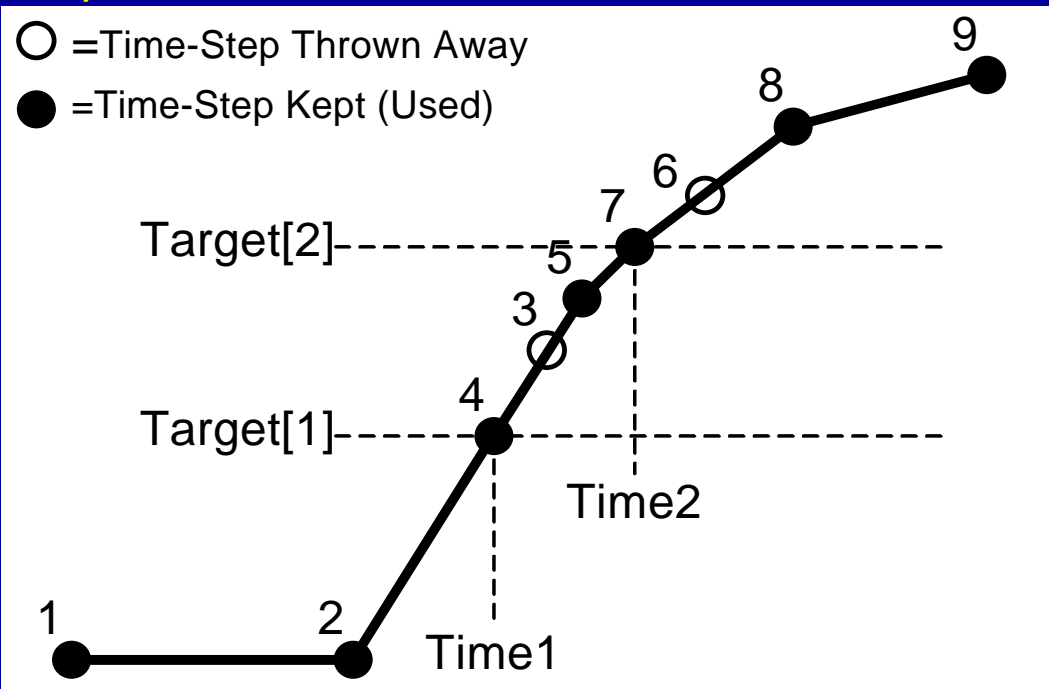 =Time-Step Thrown Away
=Time-Step Kept (Used)
9
8
6
7
Target[2]
5
3
4
Target[1]
Time2
1
2
Time1